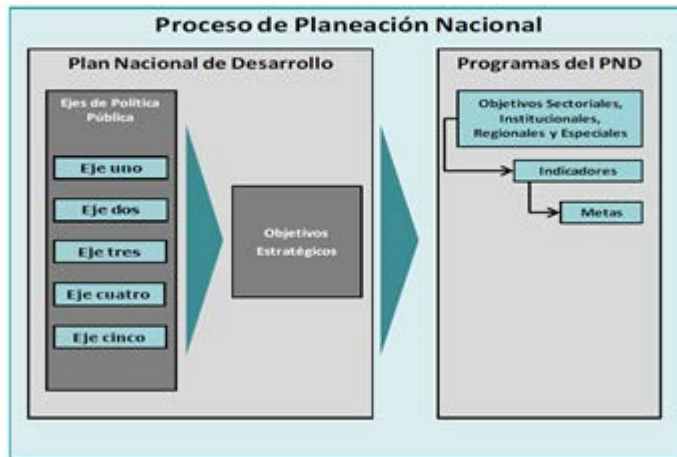 Proceso de Planeación Nacional
Plan Nacional de Desarrollo
Ejes de Política
Pública
Eje uno
Eje dos
Eje tres
Eje cuatro
Eje cinco
Objetivos
Estratégicos
Programas del PND
Objetivos Sectoriales,
Institucionales,
Regionales y Especiales
Indicadores
Metas